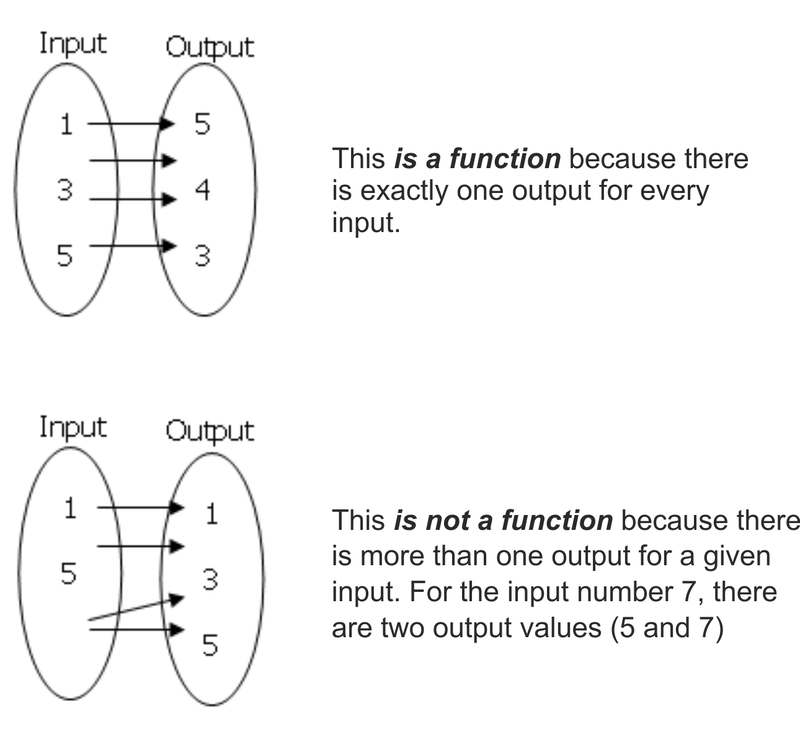 Input Output
1 5
3 4
5 3
This is a function because there
is exactly one output for every
input.
Input Output
1 1
5 3
5
This is not a function because there
is more than one output for a given
input. For the input number 7, there
are two output values (5 and 7)